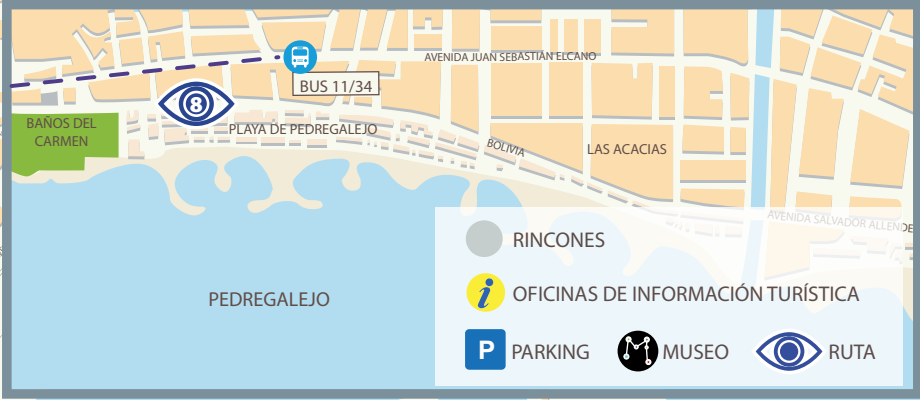 AVENIDA JUAN SEBASTIÁN ELCANO
BUS 11/34
8
BAÑOS DEL
CARMEN
PLAYA DE PEDREGALEJO
BOLIVIA
LAS ACACIAS
AVENIDA SALVADOR ALLENDE
RINCONES
PEDREGALEJO
i OFICINAS DE INFORMACIÓN TURÍSTICA
P PARKING M MUSEO RUTA